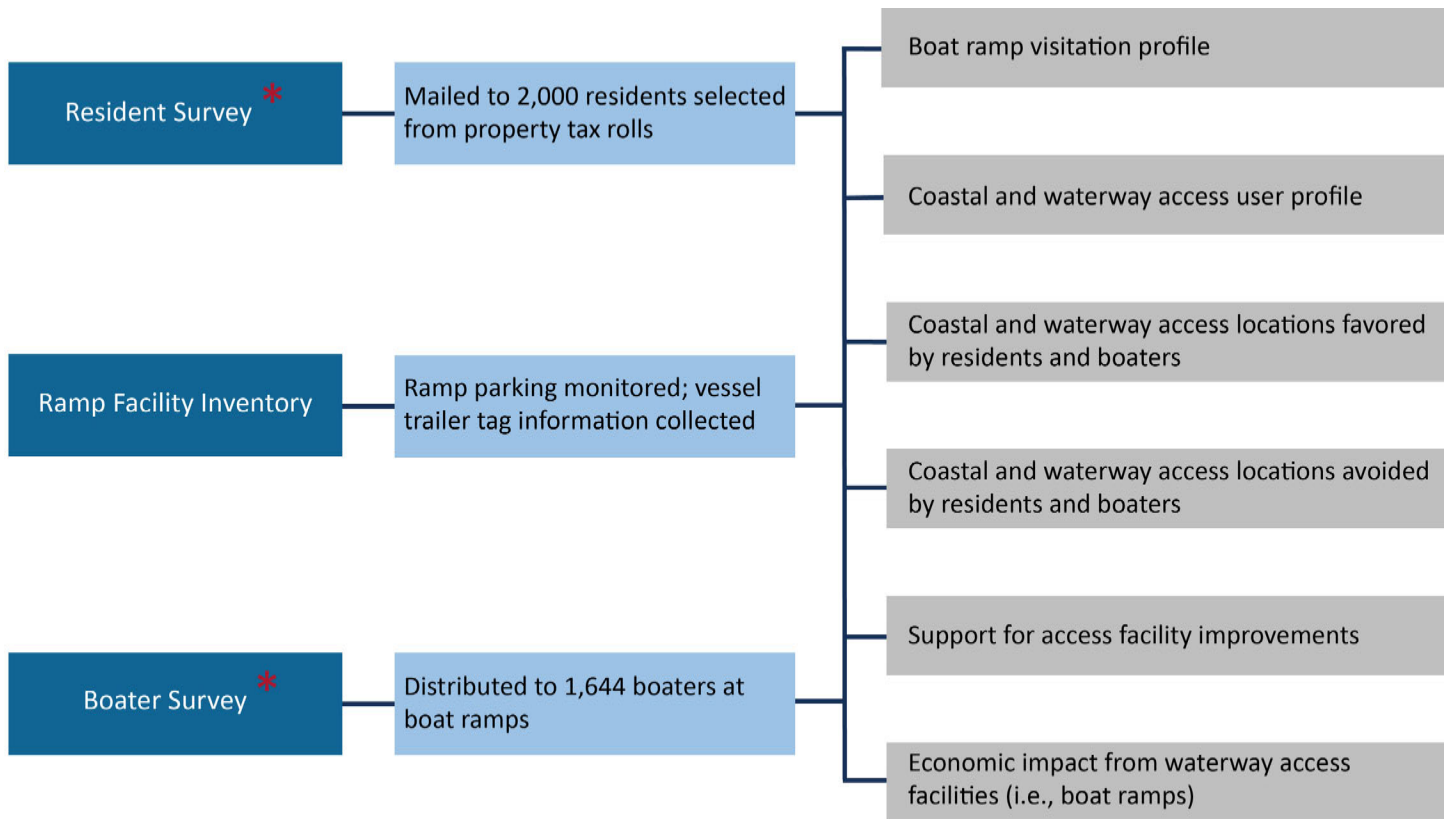 Resident Survey *
Mailed to 2,000 residents selected
from property tax rolls
Ramp Facility Inventory
Ramp parking monitored; vessel
trailer tag information collected
Boater Survey *
Distributed to 1,644 boaters at
boat ramps
Boat ramp visitation profile
Coastal and waterway access user profile
Coastal and waterway access locations favored
by residents and boaters
Coastal and waterway access locations avoided
by residents and boaters
Support for access facility improvements
Economic impact from waterway access
facilities (i.e., boat ramps)